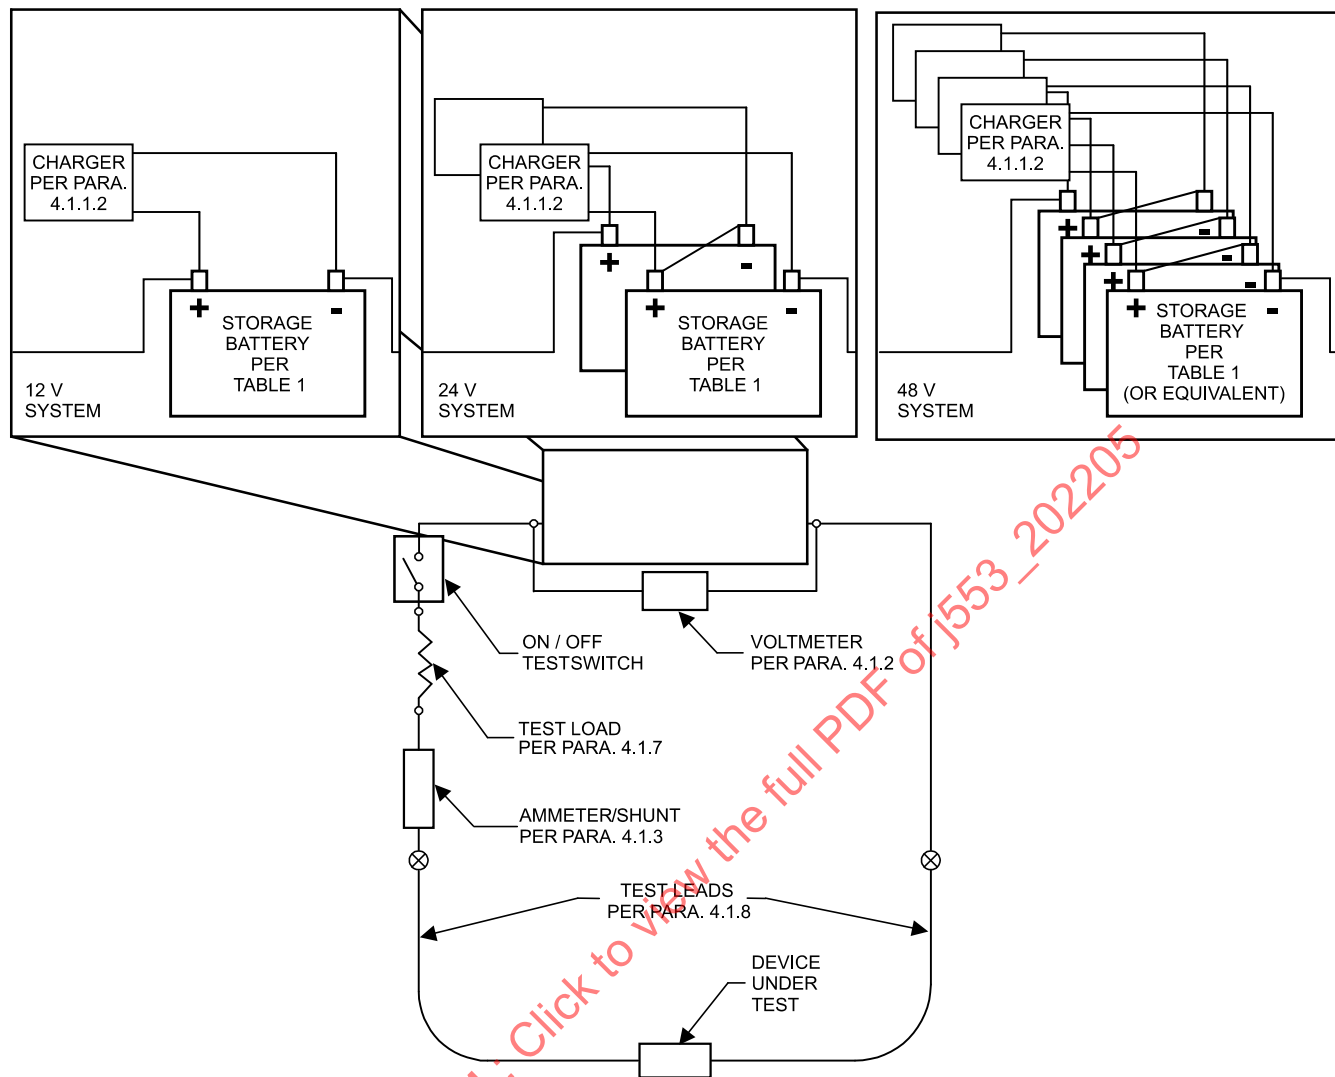 CHARGER
PER PARA.
4.1.1.2
+ -
STORAGE
BATTERY
PER
TABLE 1
12 V
SYSTEM
CHARGER
PER PARA.
4.1.1.2
+ -
+ -
STORAGE
BATTERY
PER
TABLE 1
24 V
SYSTEM
CHARGER
PER PARA.
4.1.1.2
+
+ -
+ -
+ -
STORAGE
BATTERY
PER
TABLE 1
(OR EQUIVALENT)
48 V
SYSTEM
ON / OFF
TESTSWITCH
VOLTMETER
PER PARA. 4.1.2
TEST LOAD
PER PARA. 4.1.7
AMMETER/SHUNT
PER PARA. 4.1.3
TEST LEADS
PER PARA. 4.1.8
DEVICE
UNDER
TEST
Click to view the full PDF of j553_202205